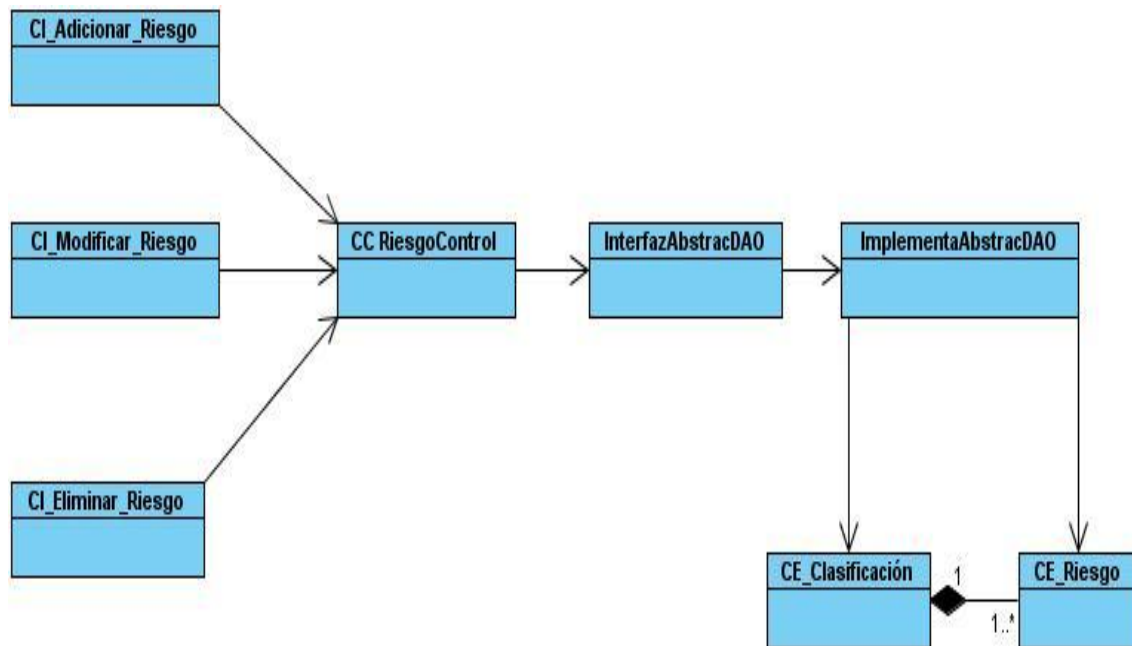 CI_Adicionar_Riesgo
CI_Modificar_Riesgo
CC RiesgoControl
InterfazAbstracDAO
ImplementaAbstracDAO
CI_Eliminar_Riesgo
CE_Clasificación
1
1..*
CE_Riesgo